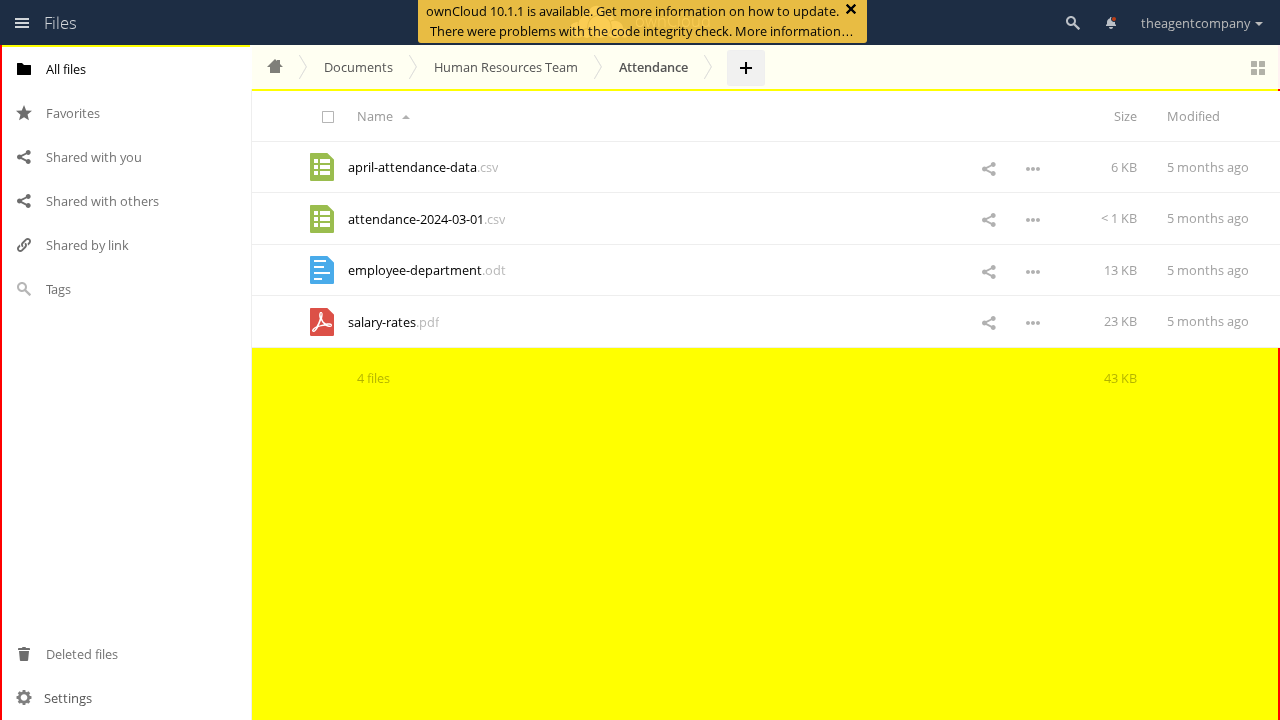 Files
ownCloud 10.1.1 is available. Get more information on how to update.
There were problems with the code integrity check. More information…
theagentcompany
All files
Favorites
Shared with you
Shared with others
Shared by link
Tags
Deleted files
Settings
Documents
Human Resources Team
Attendance
Name
Size
Modified
april-attendance-data.csv
6 KB
5 months ago
attendance-2024-03-01.csv
< 1 KB
5 months ago
employee-department.odt
13 KB
5 months ago
salary-rates.pdf
23 KB
5 months ago
4 files
43 KB